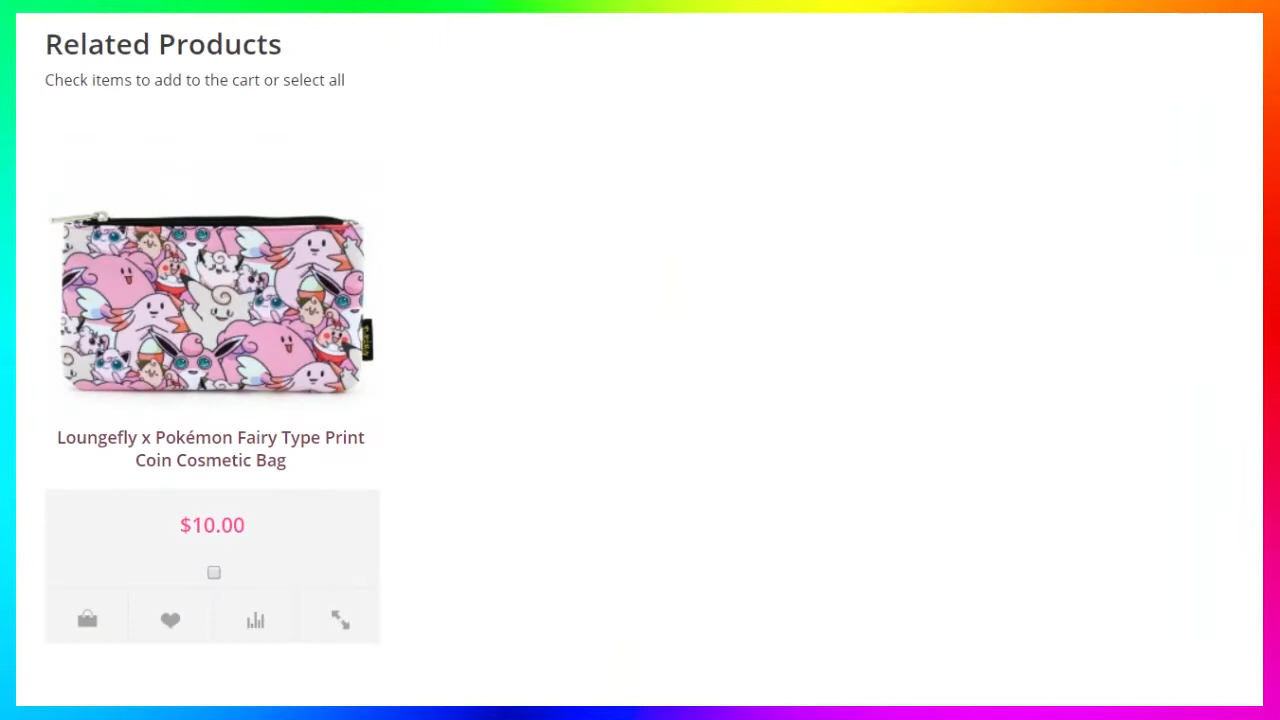 Related Products
Check items to add to the cart or select all
Loungefly x Pokémon Fairy Type Print
Coin Cosmetic Bag
$10.00